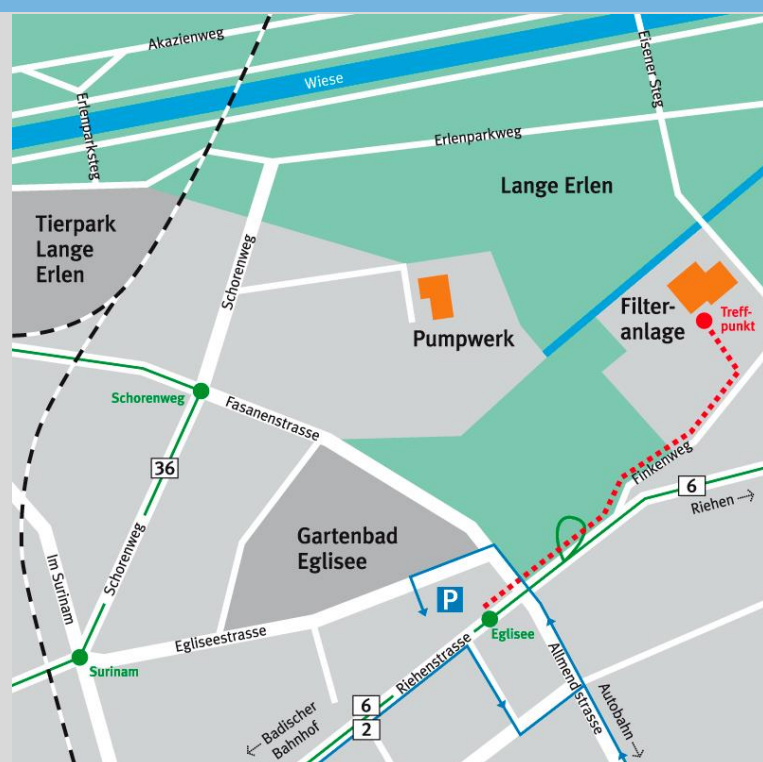 Akazienweg
Eisener Steg
Wiese
Erlenparksteg
Erlenparkweg
Lange Erlen
Tierpark
Lange
Erlen
Schorenweg
Filter-
anlage
Treff-
punkt
Pumpwerk
Schorenweg
Fasanenstrasse
36
Finkenweg
6
Riehen
Gartenbad
Eglisee
Im Surinam
Schorenweg
P
Egliseestrasse
Eglisee
Riehenstrasse
Allmendstrasse
Surinam
Autobahn
6
2
Badischer
Bahnhof